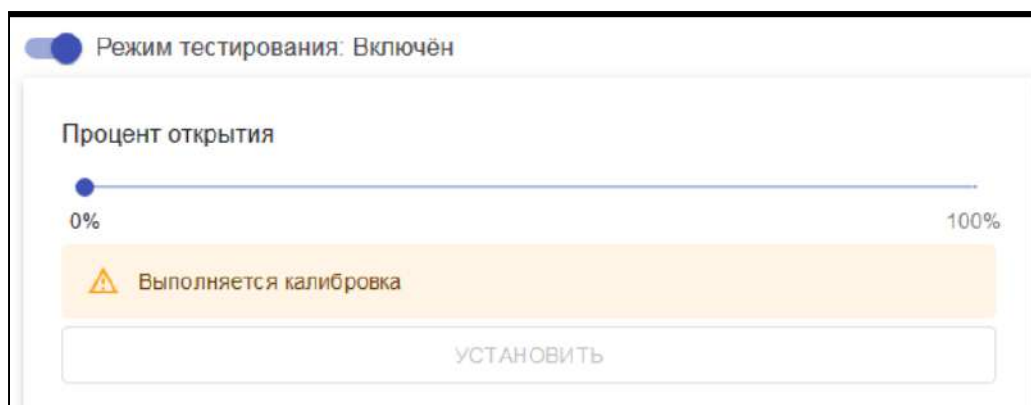 Режим тестирования: Включён
Процент открытия
0% 100%
Выполняется калибровка
УСТАНОВИТЬ